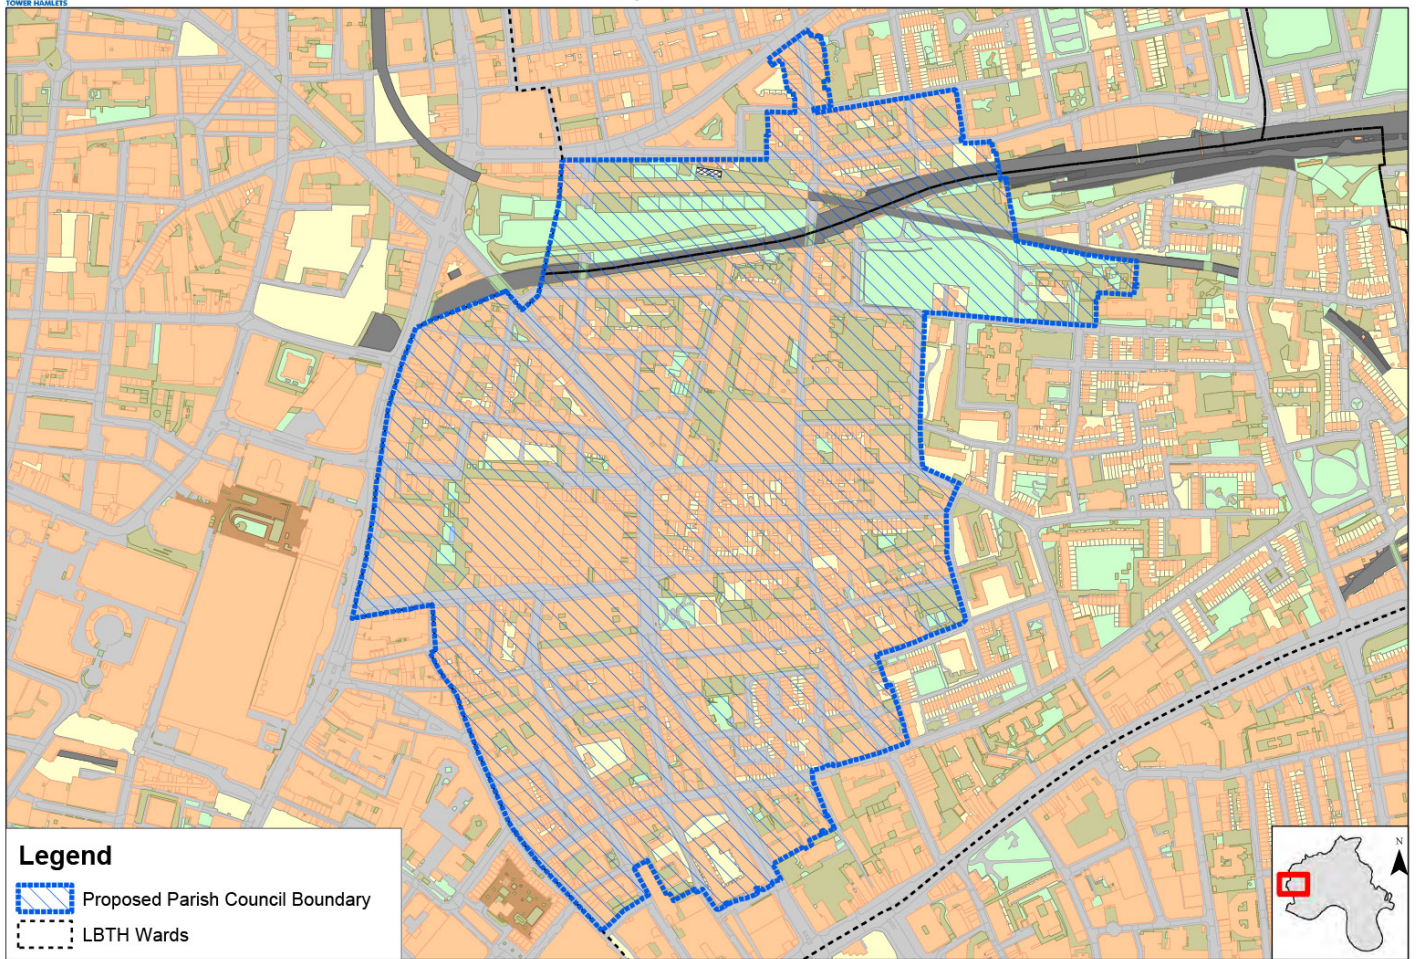 TOWER HAMLETS
Legend
Proposed Parish Council Boundary
LBTH Wards
N